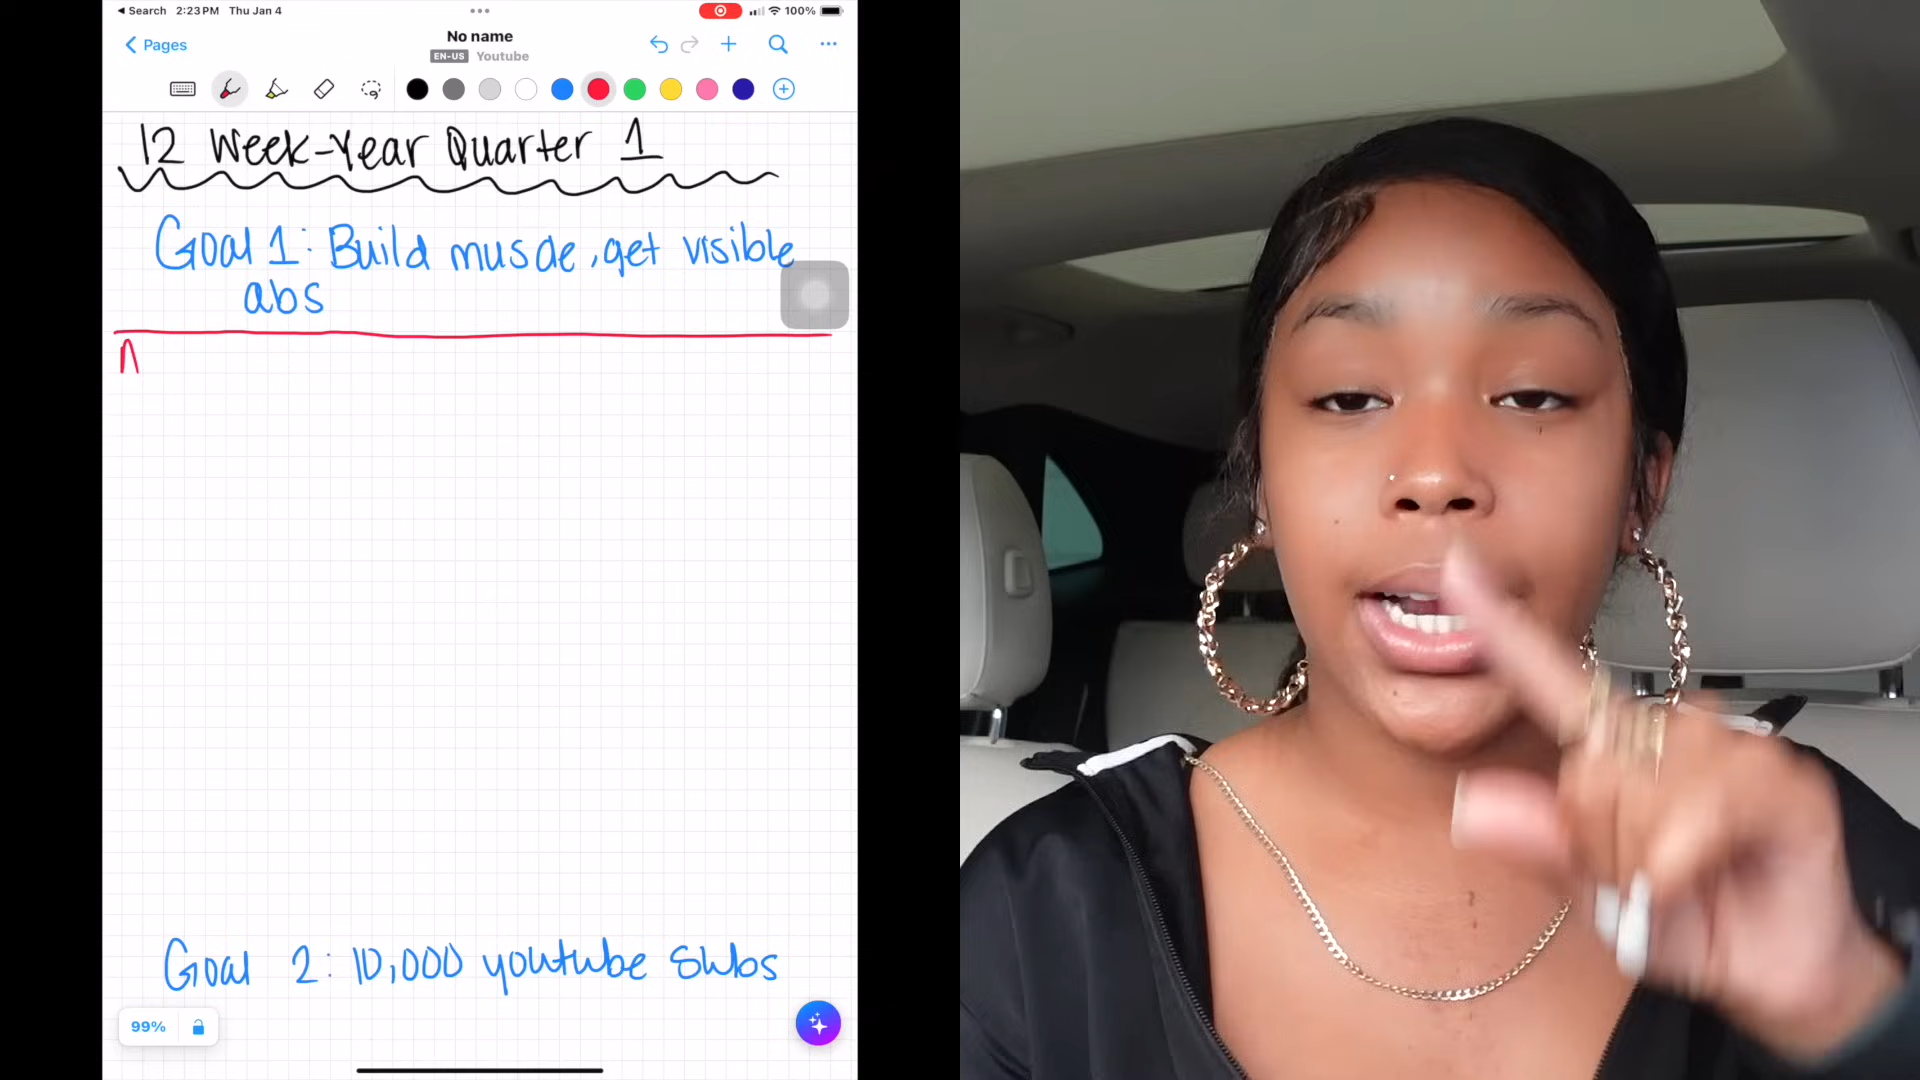 Search 2:23 PM Thu Jan 4
100%
Pages
No name
EN-US Youtube
12 Week-Year Quarter 1
Goal 1: Build muscle, get visible
abs
Goal 2: 10,000 youtube subs
99%